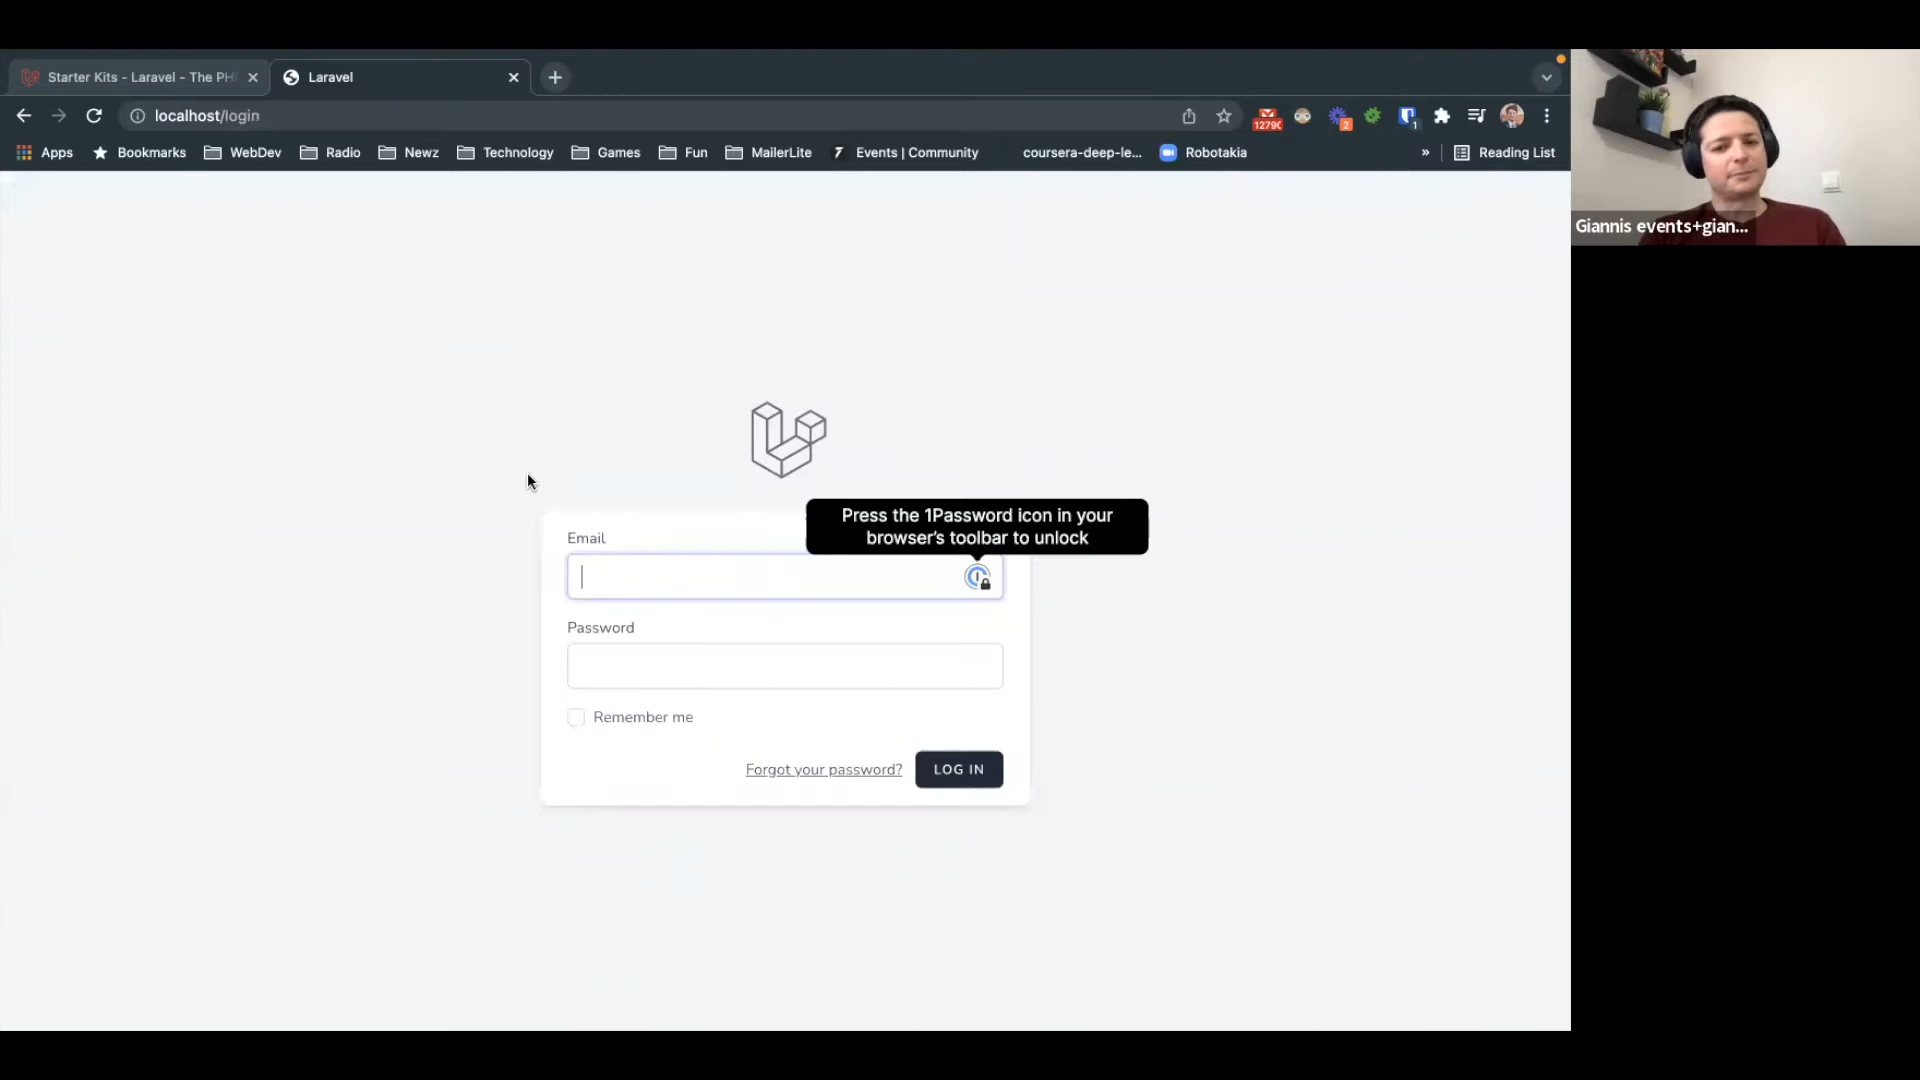 Starter Kits - Laravel - The PH
Laravel
localhost/login
1279
2
1
Apps
Bookmarks
WebDev
Radio
Newz
Technology
Games
Fun
MailerLite
Events | Community
coursera-deep-le...
Robotakia
»
Reading List
Giannis events+gian...
Press the 1Password icon in your
browser's toolbar to unlock
Email
Password
Remember me
Forgot your password?
LOG IN